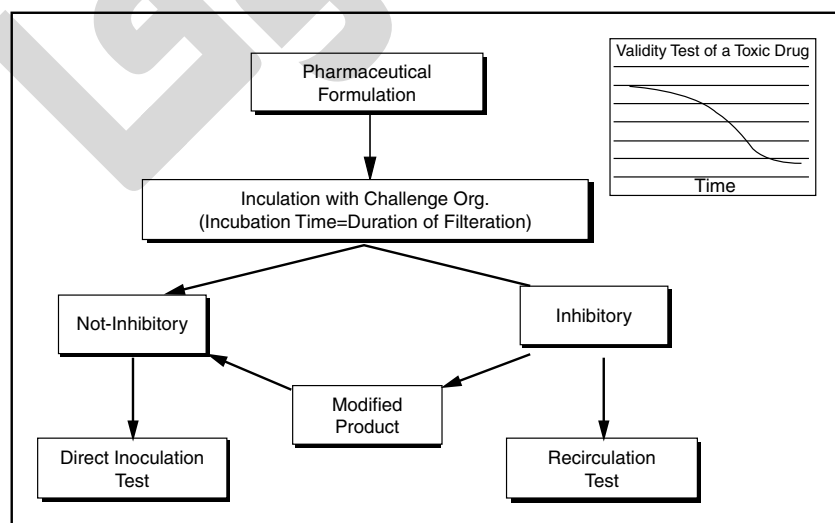 Pharmaceutical
Formulation
Validity Test of a Toxic Drug
Time
Inculation with Challenge Org.
(Incubation Time=Duration of Filteration)
Not-Inhibitory
Inhibitory
Modified
Product
Direct Inoculation
Test
Recirculation
Test